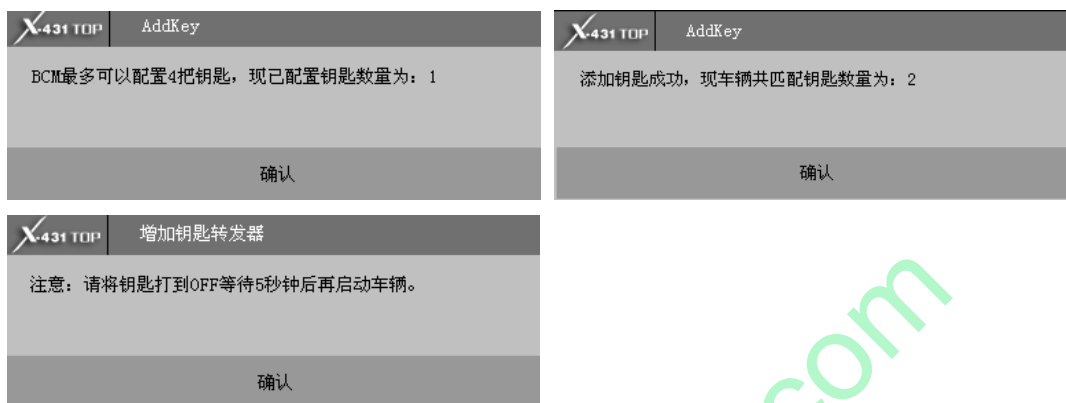 X-431 TOP AddKey
BCM最多可以配置4把钥匙，现已配置钥匙数量为：1
确认
X-431 TOP AddKey
添加钥匙成功，现车辆共匹配钥匙数量为：2
确认
X-431 TOP 增加钥匙转发器
注意：请将钥匙打到OFF等待5秒钟后再启动车辆。
确认
com